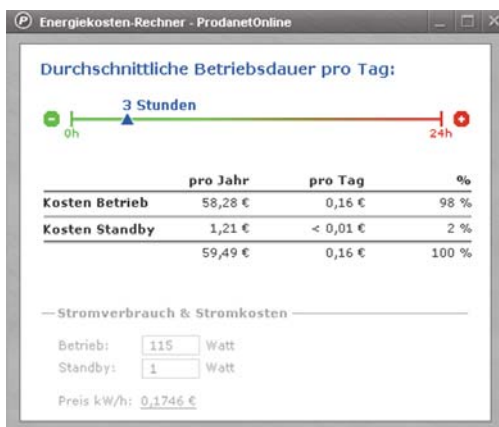 P Energiekosten-Rechner - ProdanetOnline
Durchschnittliche Betriebsdauer pro Tag:
3 Stunden
0h 24h
pro Jahr pro Tag %
Kosten Betrieb 58,28 € 0,16 € 98 %
Kosten Standby 1,21 € < 0,01 € 2 %
59,49 € 0,16 € 100 %
Stromverbrauch & Stromkosten
Betrieb: 115 Watt
Standby: 1 Watt
Preis kW/h: 0,1746 €